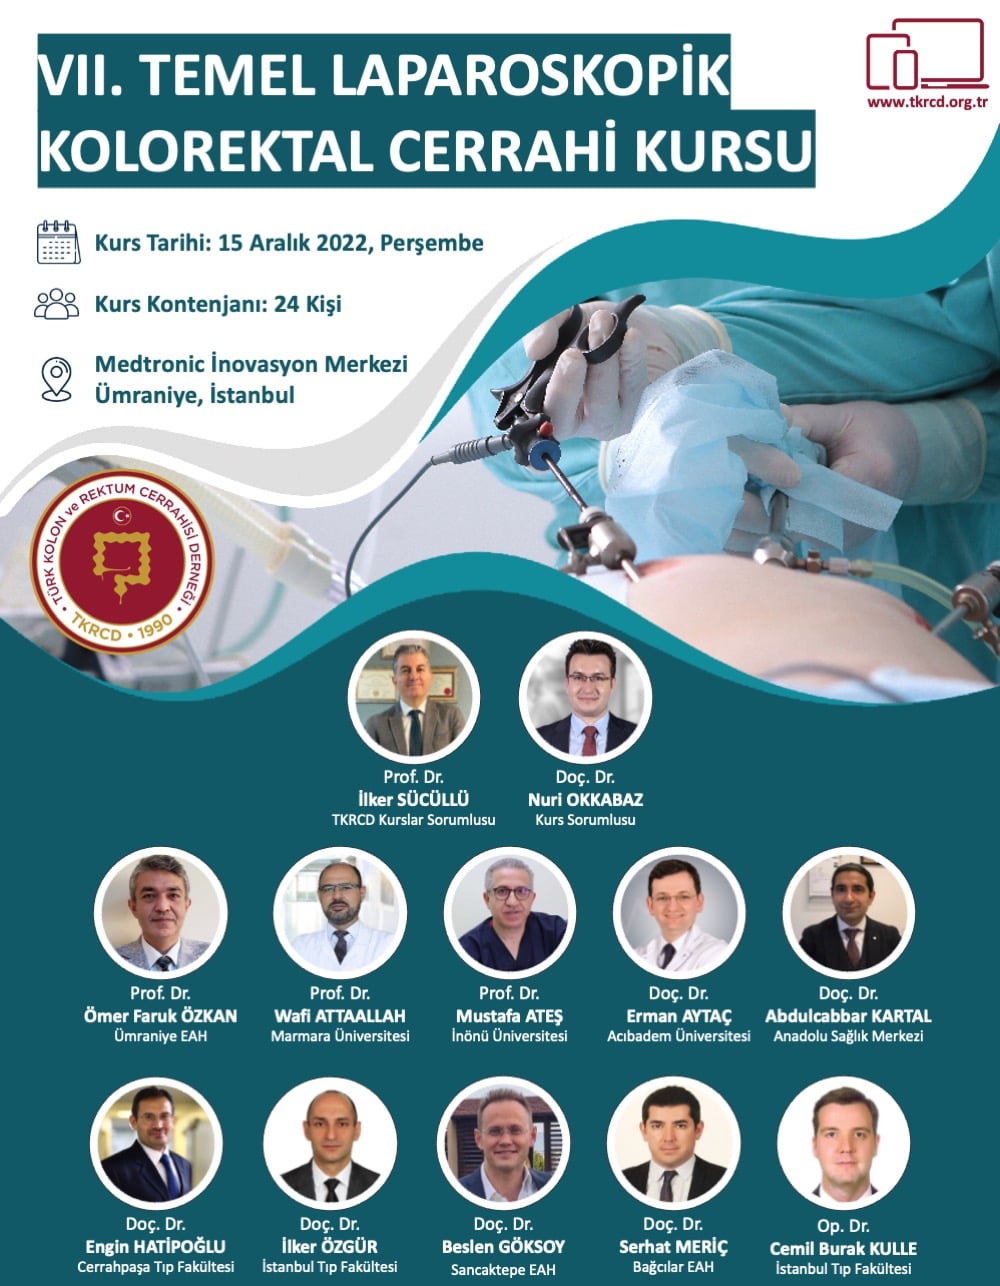 VII. TEMEL LAPAROSKOPİK
KOLOREKTAL CERRAHİ KURSU
www.tkrcd.org.tr
Kurs Tarihi: 15 Aralık 2022, Perşembe
Kurs Kontenjanı: 24 Kişi
Medtronic İnovasyon Merkezi
Ümraniye, İstanbul
TÜRK KOLON ve REKTUM CERRAHİSİ DERNEĞİ
TKRCD • 1990
Prof. Dr.
İlker SÜCÜLLÜ
TKRCD Kurslar Sorumlusu
Doç. Dr.
Nuri OKKABAZ
Kurs Sorumlusu
Prof. Dr.
Ömer Faruk ÖZKAN
Ümraniye EAH
Prof. Dr.
Wafi ATTAALLAH
Marmara Üniversitesi
Prof. Dr.
Mustafa ATEŞ
İnönü Üniversitesi
Doç. Dr.
Erman AYTAÇ
Acıbadem Üniversitesi
Doç. Dr.
Abdulcabbar KARTAL
Anadolu Sağlık Merkezi
Doç. Dr.
Engin HATİPOĞLU
Cerrahpaşa Tıp Fakültesi
Doç. Dr.
İlker ÖZGÜR
İstanbul Tıp Fakültesi
Doç. Dr.
Beslen GÖKSOY
Sancaktepe EAH
Doç. Dr.
Serhat MERİÇ
Bağcılar EAH
Op. Dr.
Cemil Burak KULLE
İstanbul Tıp Fakültesi